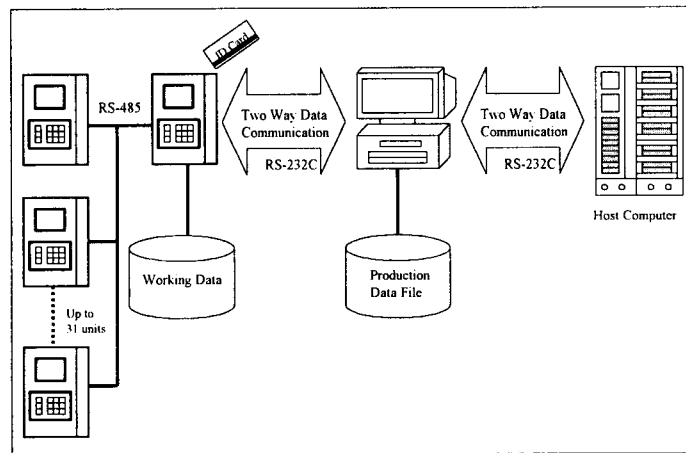 ID Card
RS-485
Two Way Data
Communication
RS-232C
Two Way Data
Communication
RS-232C
Host Computer
Working Data
Production
Data File
Up to
31 units